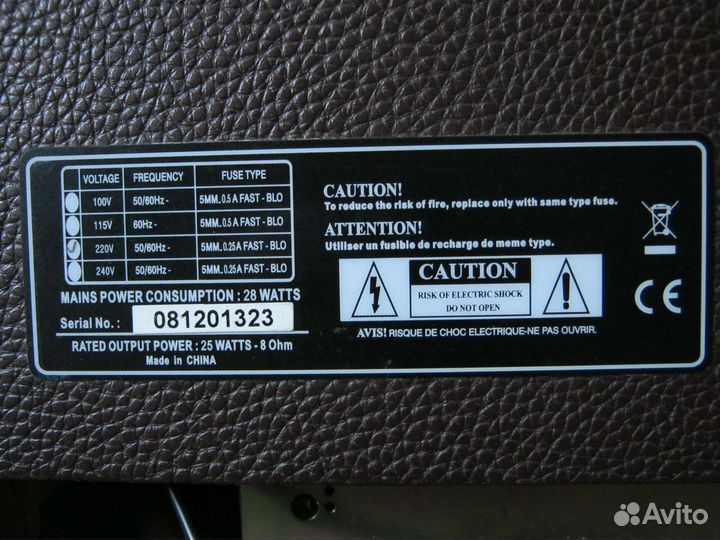 VOLTAGE FREQUENCY FUSE TYPE
100V 50/60Hz- 5MM..0.5 A FAST - BLO
115V 60Hz- 5MM..0.5 A FAST - BLO
220V 50/60Hz- 5MM..0.25A FAST - BLO
240V 50/60Hz- 5MM..0.25A FAST - BLO
MAINS POWER CONSUMPTION : 28 WATTS
Serial No. : 081201323
RATED OUTPUT POWER : 25 WATTS - 8 Ohm
Made in CHINA
CAUTION!
To reduce the risk of fire, replace only with same type fuse.
ATTENTION!
Utiliser un fusible de recharge de meme type.
CAUTION
RISK OF ELECTRIC SHOCK
DO NOT OPEN
AVIS! RISQUE DE CHOC ELECTRIQUE-NE PAS OUVRIR.
CE
Avito